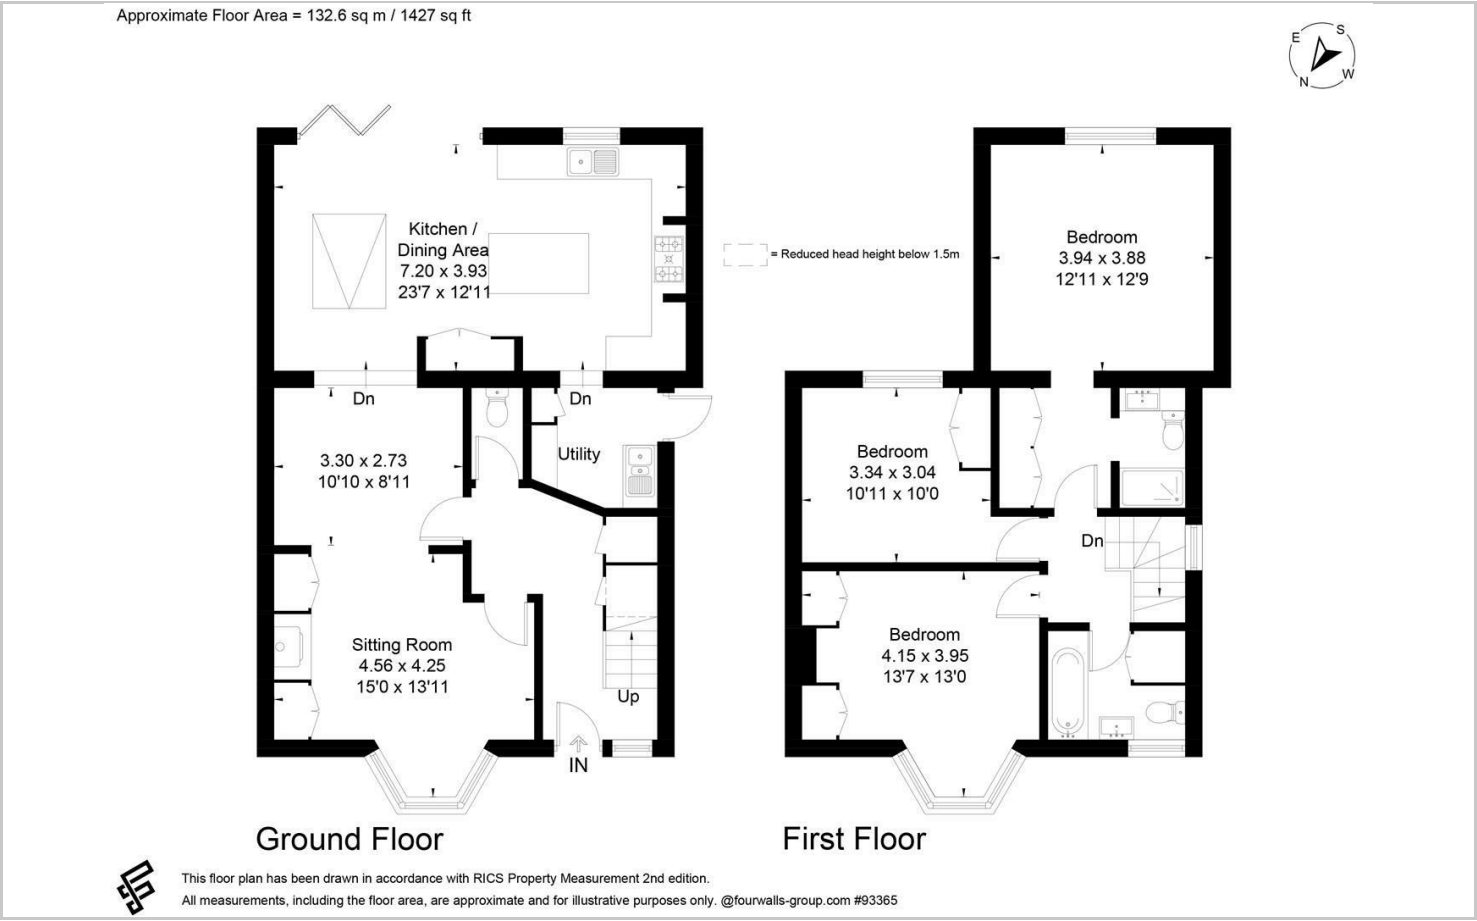 Approximate Floor Area = 132.6 sq m / 1427 sq ft
E
S
N
W
Kitchen /
Dining Area
7.20 x 3.93
23'7 x 12'11
= Reduced head height below 1.5m
Bedroom
3.94 x 3.88
12'11 x 12'9
Dn
Dn
3.30 x 2.73
10'10 x 8'11
Utility
Bedroom
3.34 x 3.04
10'11 x 10'0
Dn
Sitting Room
4.56 x 4.25
15'0 x 13'11
Up
IN
Bedroom
4.15 x 3.95
13'7 x 13'0
Ground Floor
First Floor
This floor plan has been drawn in accordance with RICS Property Measurement 2nd edition.
All measurements, including the floor area, are approximate and for illustrative purposes only. @fourwalls-group.com #93365